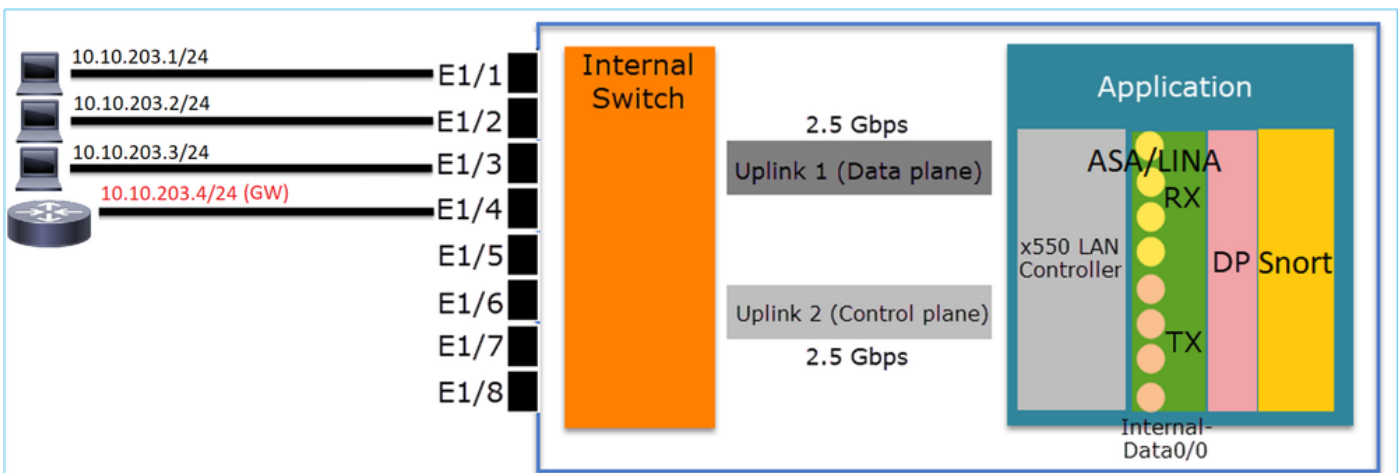 10.10.203.1/24
10.10.203.2/24
10.10.203.3/24
10.10.203.4/24 (GW)
E1/1
E1/2
E1/3
E1/4
E1/5
E1/6
E1/7
E1/8
Internal
Switch
2.5 Gbps
Uplink 1 (Data plane)
Uplink 2 (Control plane)
2.5 Gbps
Application
x550 LAN
Controller
ASA/LINA
RX
TX
DP
Snort
Internal-
Data0/0